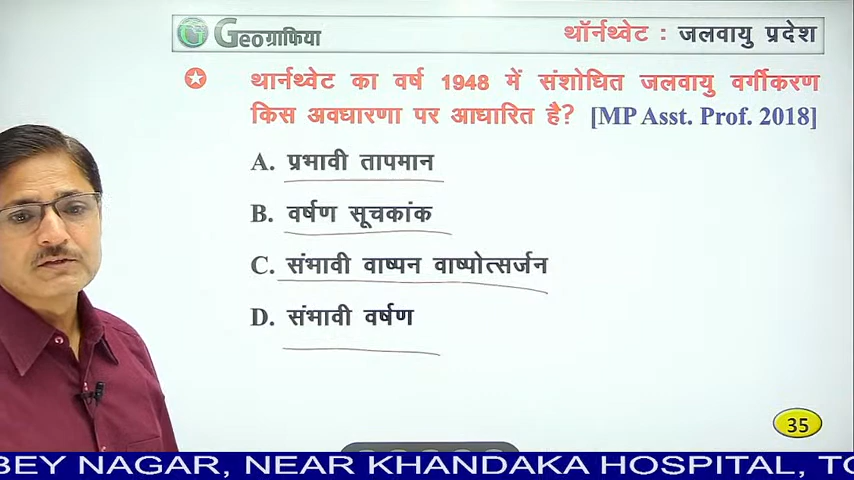 Geoग्राफिया
थॉर्नथ्वेट : जलवायु प्रदेश
थार्नथ्वेट का वर्ष 1948 में संशोधित जलवायु वर्गीकरण
किस अवधारणा पर आधारित है? [MP Asst. Prof. 2018]
A. प्रभावी तापमान
B. वर्षण सूचकांक
C. संभावी वाष्पन वाष्पोत्सर्जन
D. संभावी वर्षण
35
BEY NAGAR, NEAR KHANDAKA HOSPITAL, TO